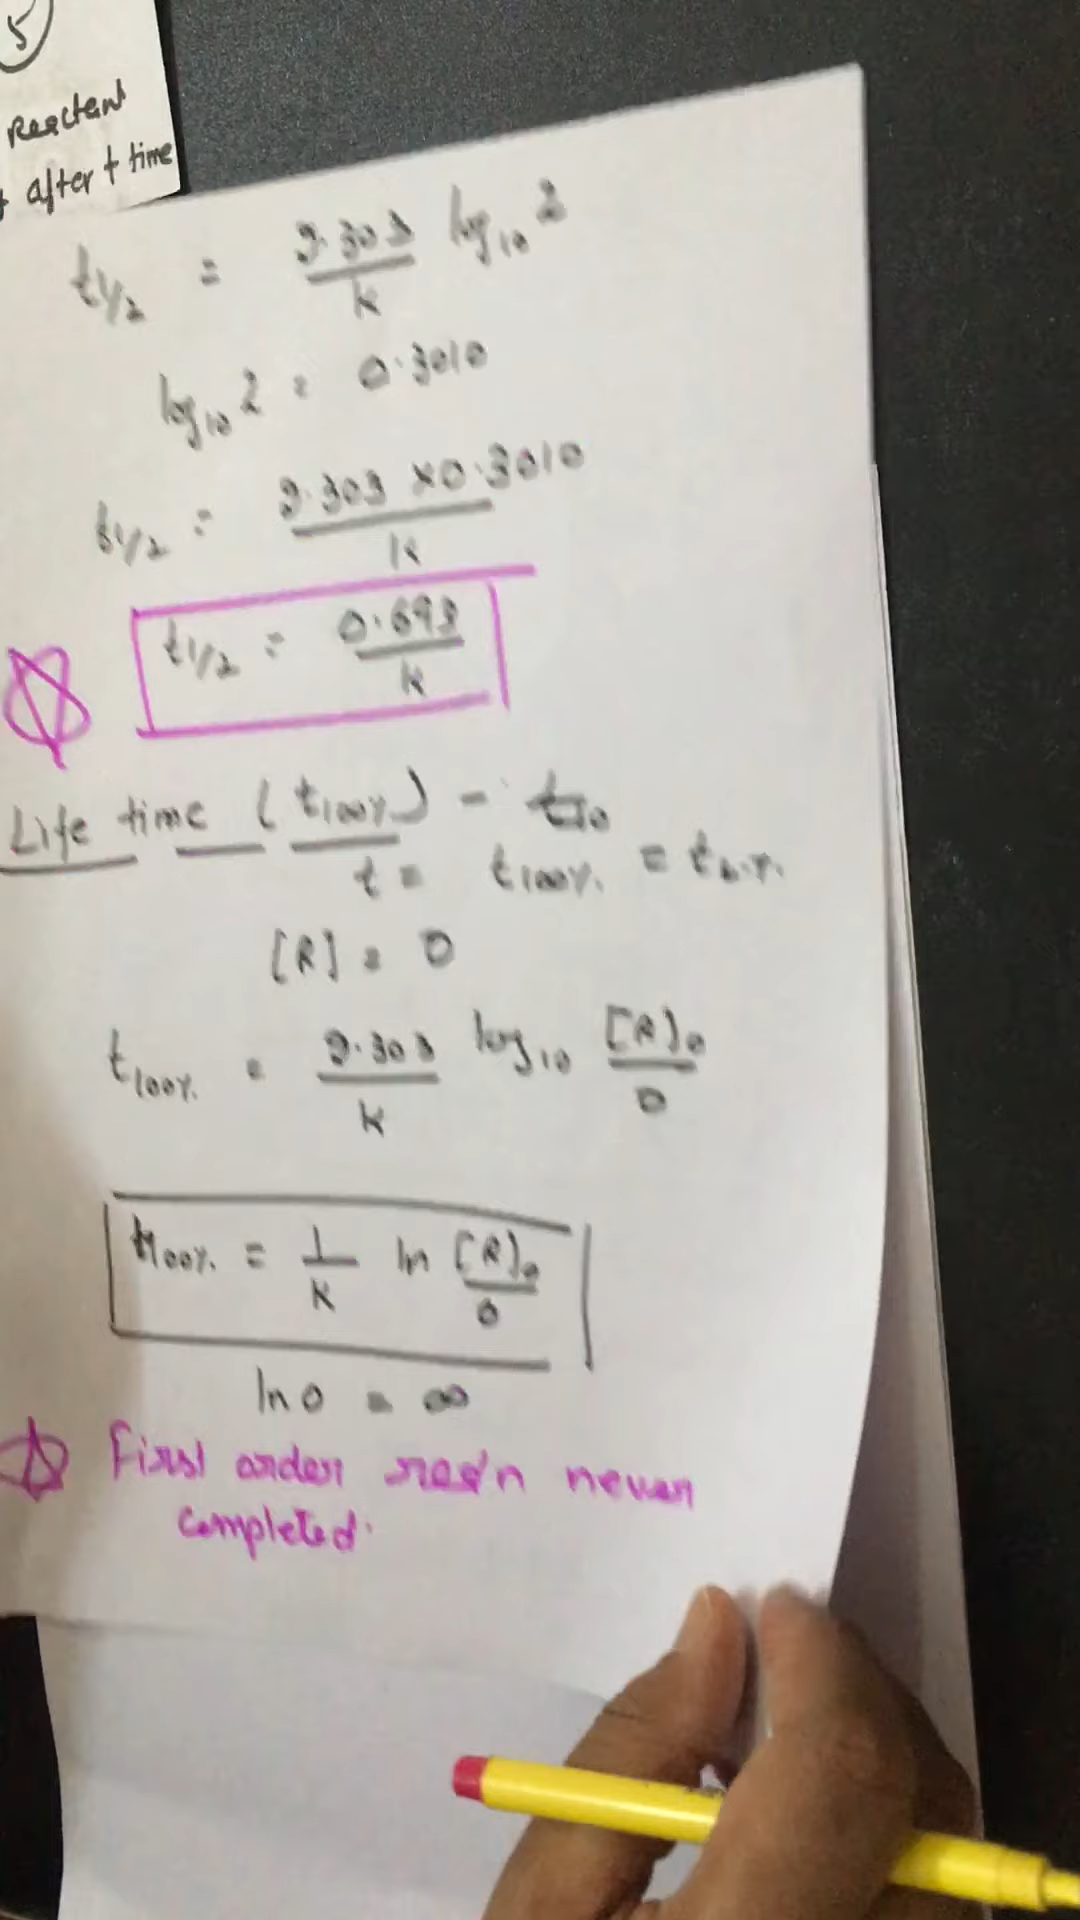 5
Reactant
after t time
t1/2 = 2.303/k log10 2
log10 2 = 0.3010
t1/2 = 2.303 x 0.3010/k
t1/2 = 0.693/k
Life time (t100%) -
t = t100% =
[R] = 0
t100% = 2.303/k log10 [R]0/0
t100% = 1/k ln [R]0/0
ln 0 = ∞
First order reac'n never
completed.